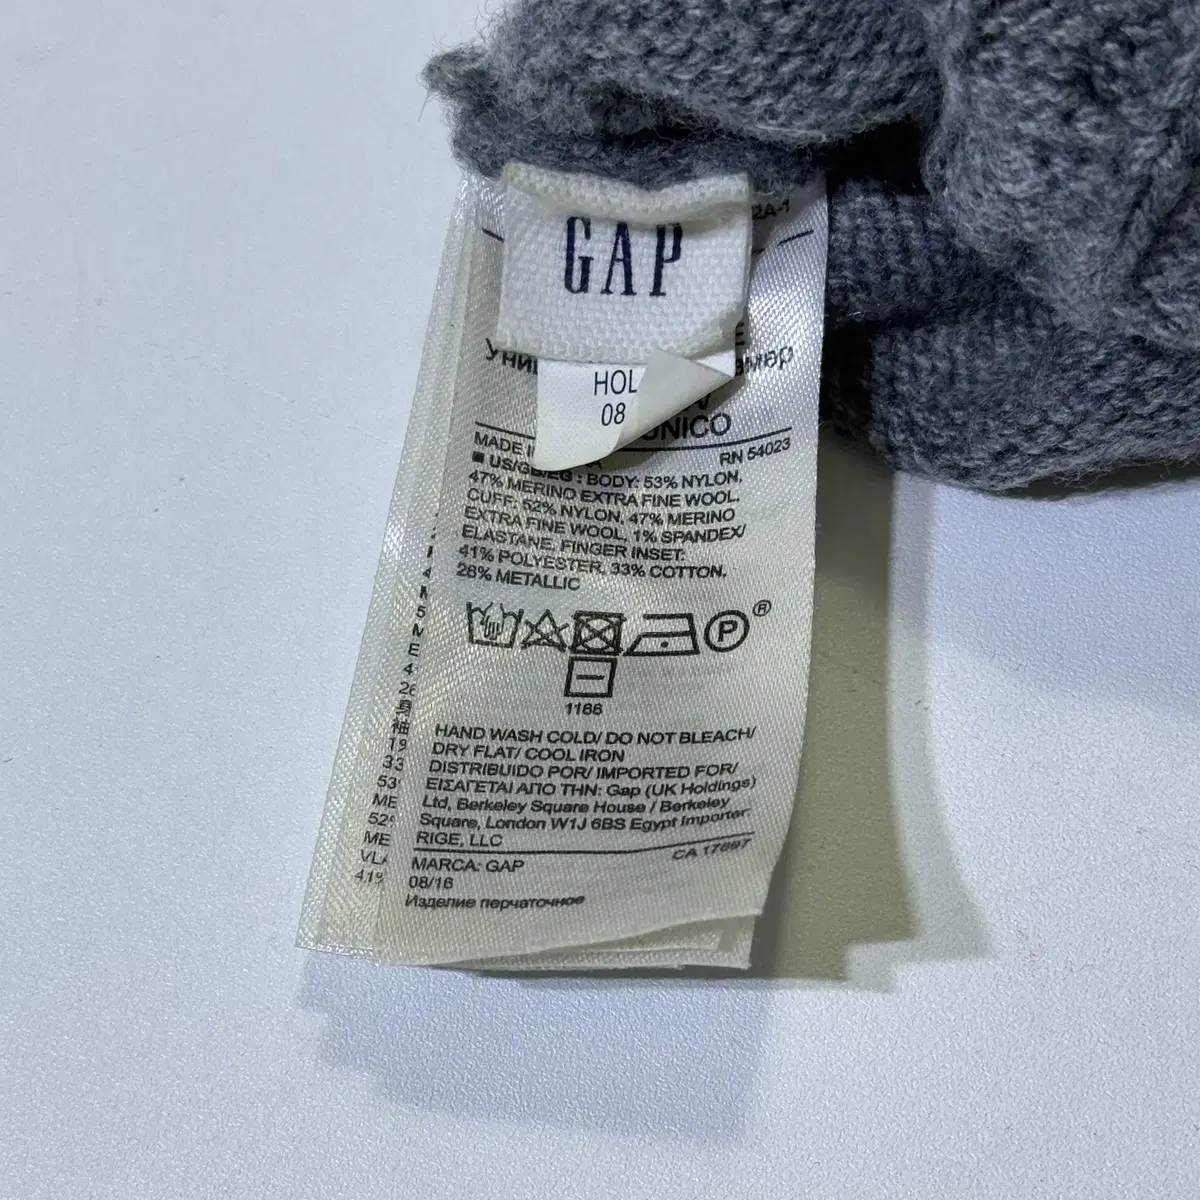 GAP
2A-1
HOL
08
RN 54023
MADE
US/GB/EG : BODY: 53% NYLON,
47% MERINO EXTRA FINE WOOL.
CUFF: 52% NYLON, 47% MERINO
EXTRA FINE WOOL, 1% SPANDEX/
ELASTANE. FINGER INSET:
41% POLYESTER, 33% COTTON,
26% METALLIC
P ®
1166
HAND WASH COLD/ DO NOT BLEACH/
DRY FLAT/ COOL IRON
DISTRIBUIDO POR/ IMPORTED FOR/
ΕΙΣΑΓΕΤΑΙ ΑΠΟ ΤΗΝ: Gap (UK Holdings)
Ltd, Berkeley Square House / Berkeley
Square, London W1J 6BS Egypt Importer:
RIGE, LLC
CA 17897
MARCA: GAP
08/16
Изделие перчаточное